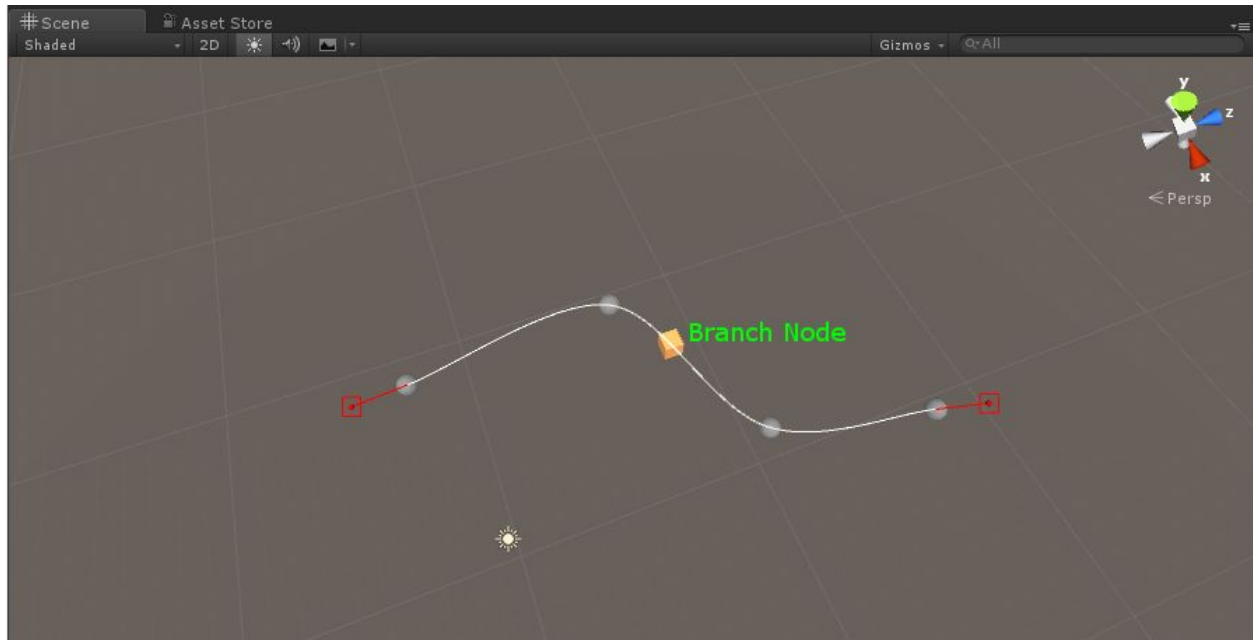 Scene
Asset Store
Shaded
2D
Gizmos
All
y
z
x
Persp
Branch Node